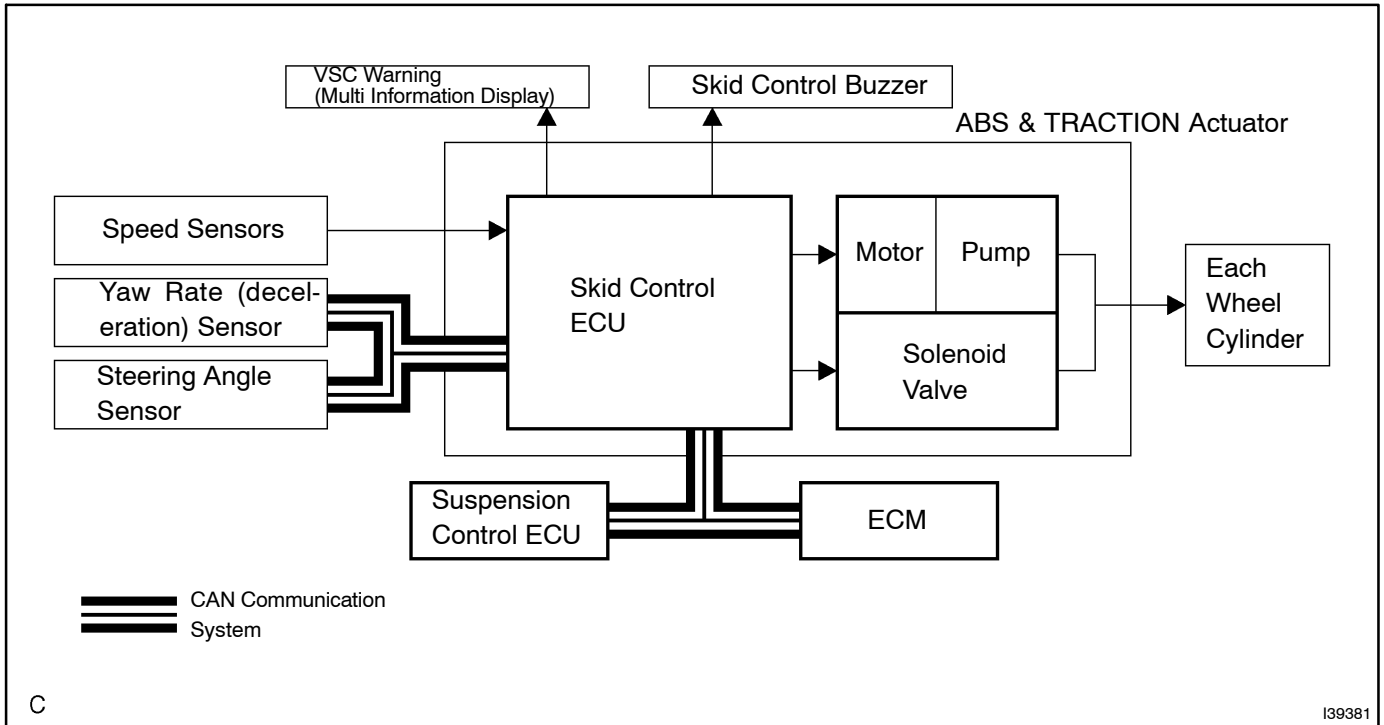 VSC Warning
(Multi Information Display)
Skid Control Buzzer
ABS & TRACTION Actuator
Speed Sensors
Yaw Rate (decel-
eration) Sensor
Steering Angle
Sensor
Skid Control
ECU
Motor
Pump
Solenoid
Valve
Each
Wheel
Cylinder
Suspension
Control ECU
ECM
CAN Communication
System
C
I39381